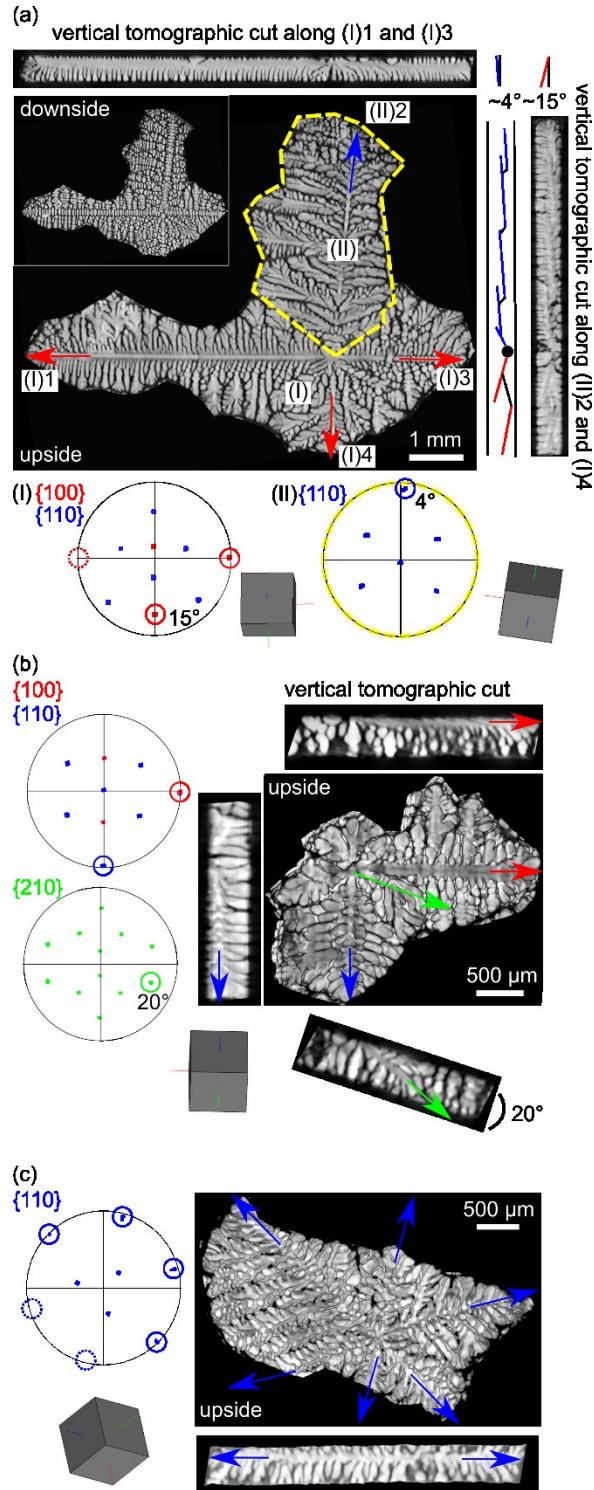 (a)
vertical tomographic cut along (I)1 and (I)3
~4° ~15°
downside
(II)2
(II)
(I)1
(I)
(I)3
(I)4
upside
1 mm
vertical tomographic cut along (II)2 and (I)4
(I) {100}
{110}
15°
(II) {110}
4°
(b)
{100}
{110}
vertical tomographic cut
upside
{210}
20°
500 µm
20°
(c)
{110}
500 µm
upside